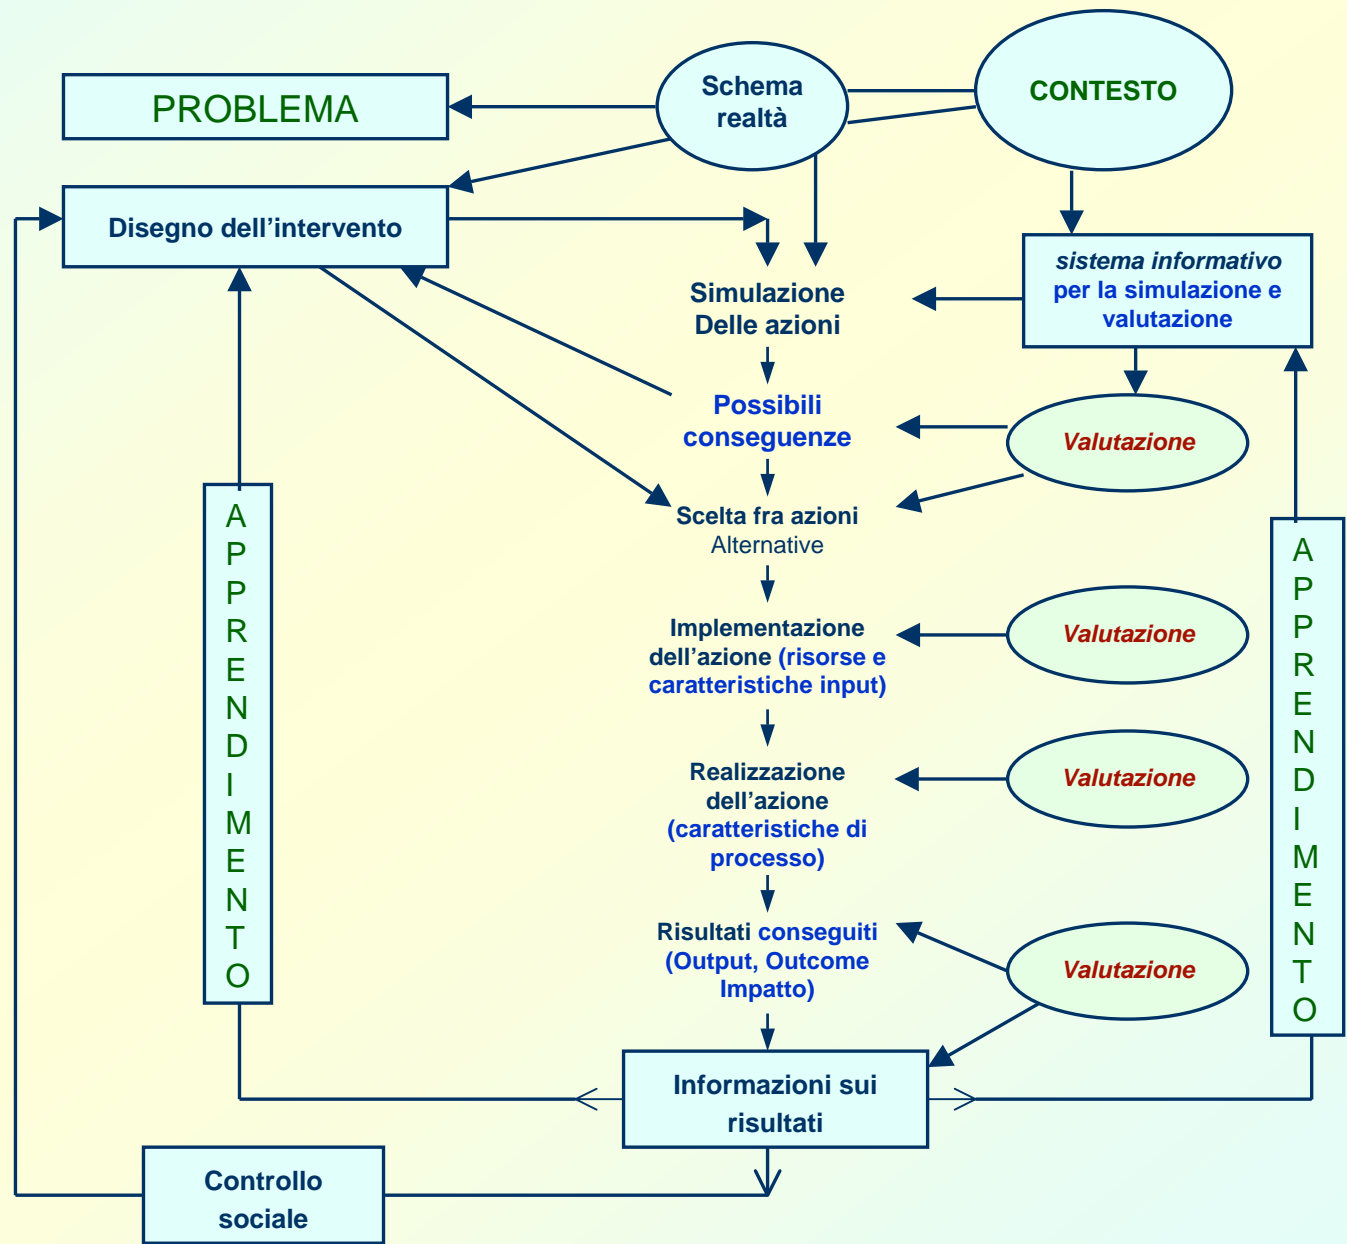 PROBLEMA
Schema
realtà
CONTESTO
Disegno dell’intervento
sistema informativo
per la simulazione e
valutazione
Simulazione
Delle azioni
Possibili
conseguenze
Valutazione
Scelta fra azioni
Alternative
Implementazione
dell’azione (risorse e
caratteristiche input)
Valutazione
Realizzazione
dell’azione
(caratteristiche di
processo)
Valutazione
Risultati conseguiti
(Output, Outcome
Impatto)
Valutazione
A
P
P
R
E
N
D
I
M
E
N
T
O
A
P
P
R
E
N
D
I
M
E
N
T
O
Informazioni sui
risultati
Controllo
sociale